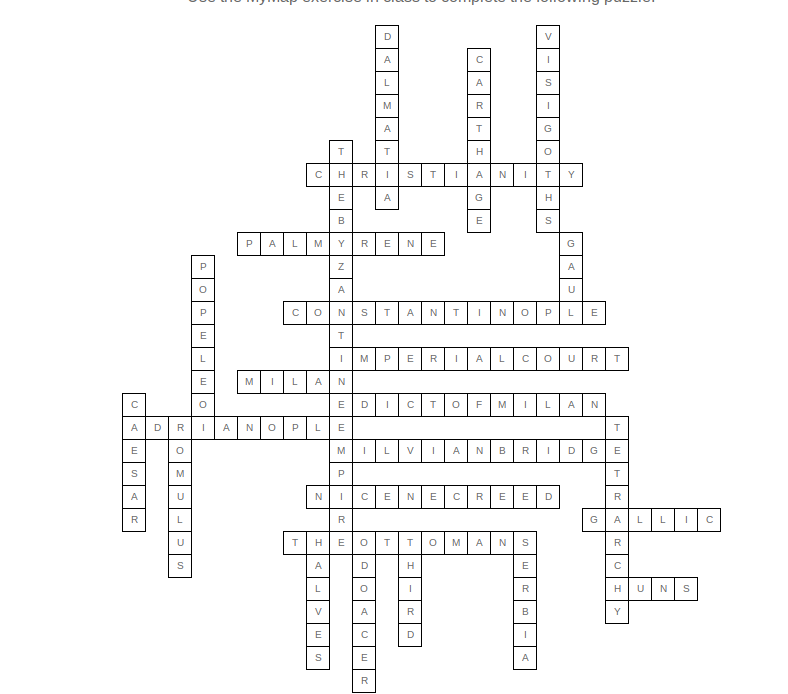 Use the MyMap exercise in class to complete the following puzzle.
DALMATIA
VISIGOTHS
CARTHAGE
THEBYZANTINEEMPIRE
CHRISTIANITY
PALMYRENE
GAUL
POPELEO
CONSTANTINOPLE
IMPERIALCOURT
MILAN
CAESAR
EDICTOFMILAN
ADRIANOPLE
ROMULUS
TETRARCHY
MILVIANBRIDGE
NICENECREED
GALLIC
THEOTTOMANS
HALVES
ODOACER
THIRD
SERBIA
HUNS